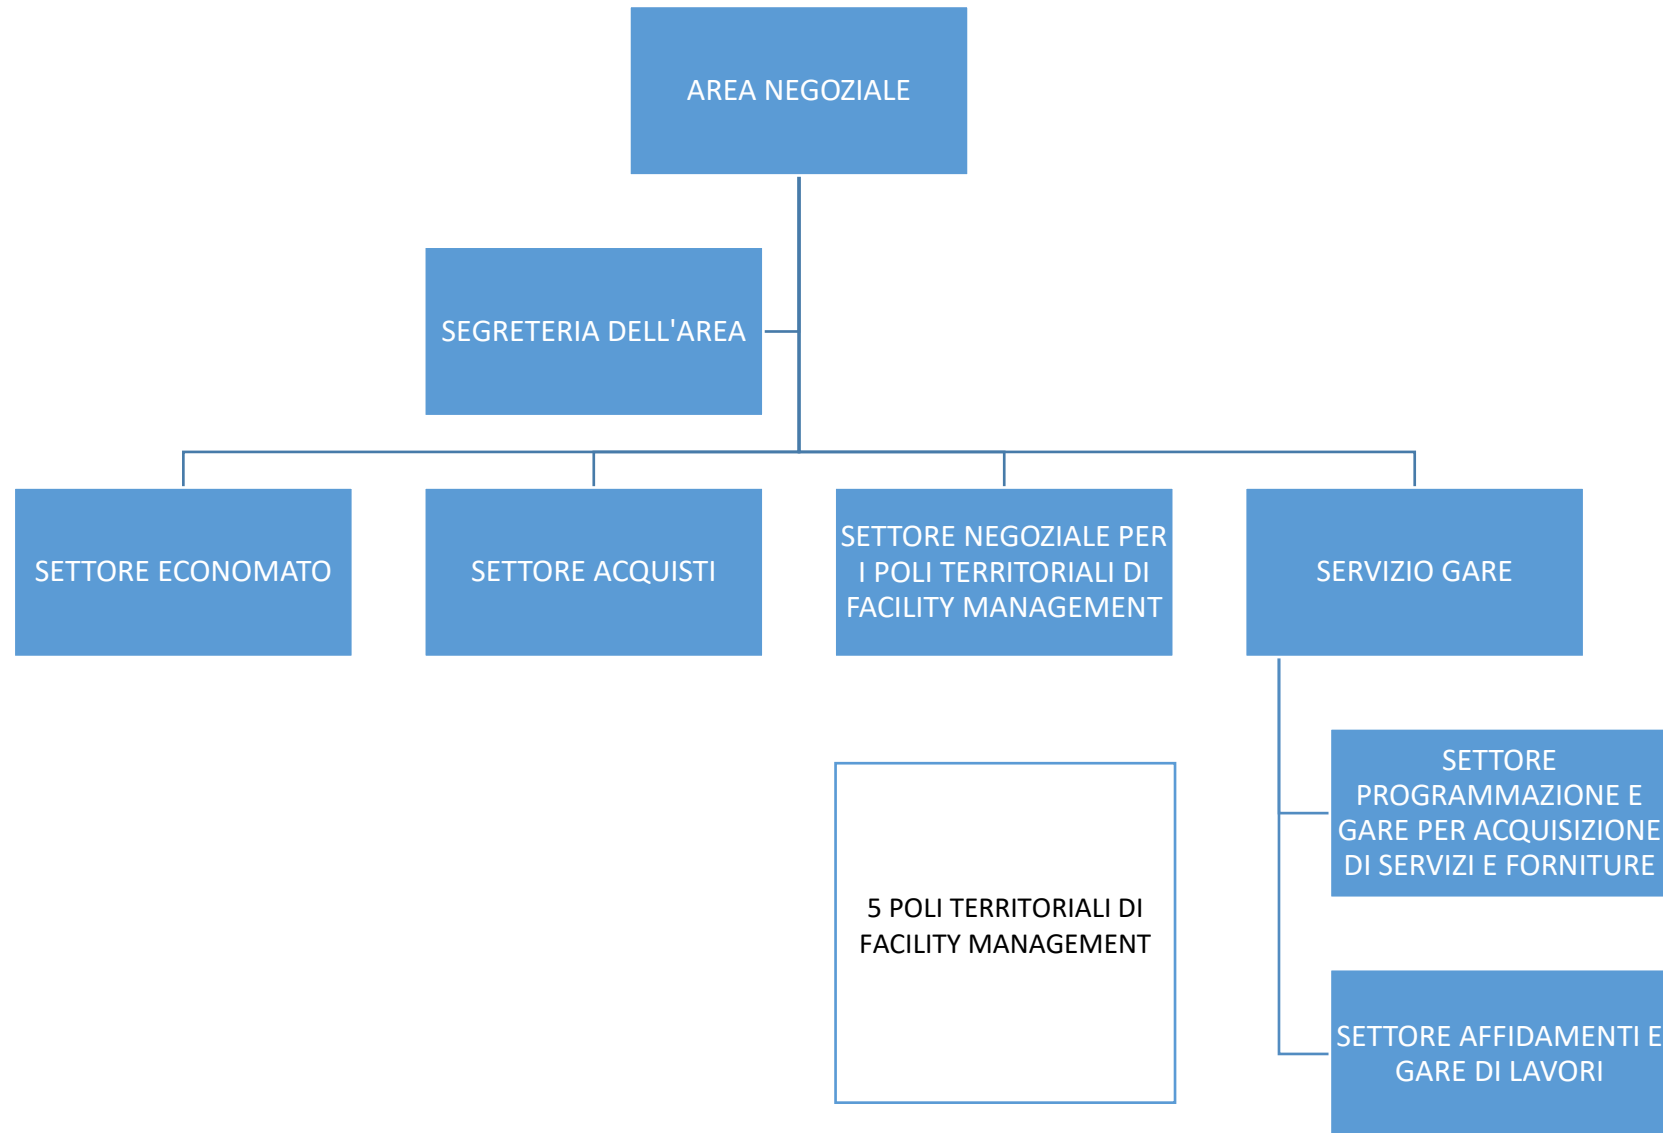 AREA NEGOZIALE
SEGRETERIA DELL'AREA
SETTORE ECONOMATO
SETTORE ACQUISTI
SETTORE NEGOZIALE PER
I POLI TERRITORIALI DI
FACILITY MANAGEMENT
SERVIZIO GARE
SETTORE
PROGRAMMAZIONE E
GARE PER ACQUISIZIONE
DI SERVIZI E FORNITURE
5 POLI TERRITORIALI DI
FACILITY MANAGEMENT
SETTORE AFFIDAMENTI E
GARE DI LAVORI